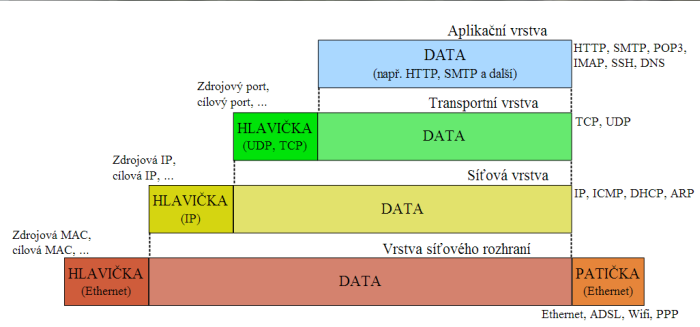 Aplikační vrstva
DATA
(např. HTTP, SMTP a další)
HTTP, SMTP, POP3,
IMAP, SSH, DNS
Zdrojový port,
cílový port, ...
Transportní vrstva
HLAVIČKA
(UDP, TCP)
DATA
TCP, UDP
Zdrojová IP,
cílová IP, ...
Síťová vrstva
HLAVIČKA
(IP)
DATA
IP, ICMP, DHCP, ARP
Zdrojová MAC,
cílová MAC, ...
Vrstva síťového rozhraní
HLAVIČKA
(Ethernet)
DATA
PATIČKA
(Ethernet)
Ethernet, ADSL, Wifi, PPP